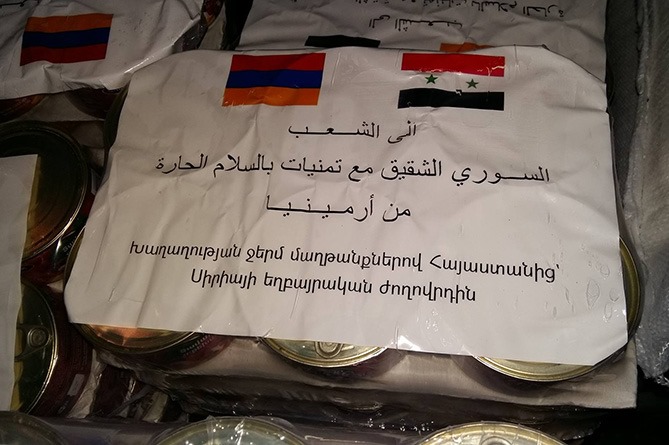 الى الشعب
السوري الشقيق مع تمنيات بالسلام الحارة
من أرمينيا
Խաղաղության ջերմ մաղթանքներով Հայաստանից՝
Սիրիայի եղբայրական ժողովրդին